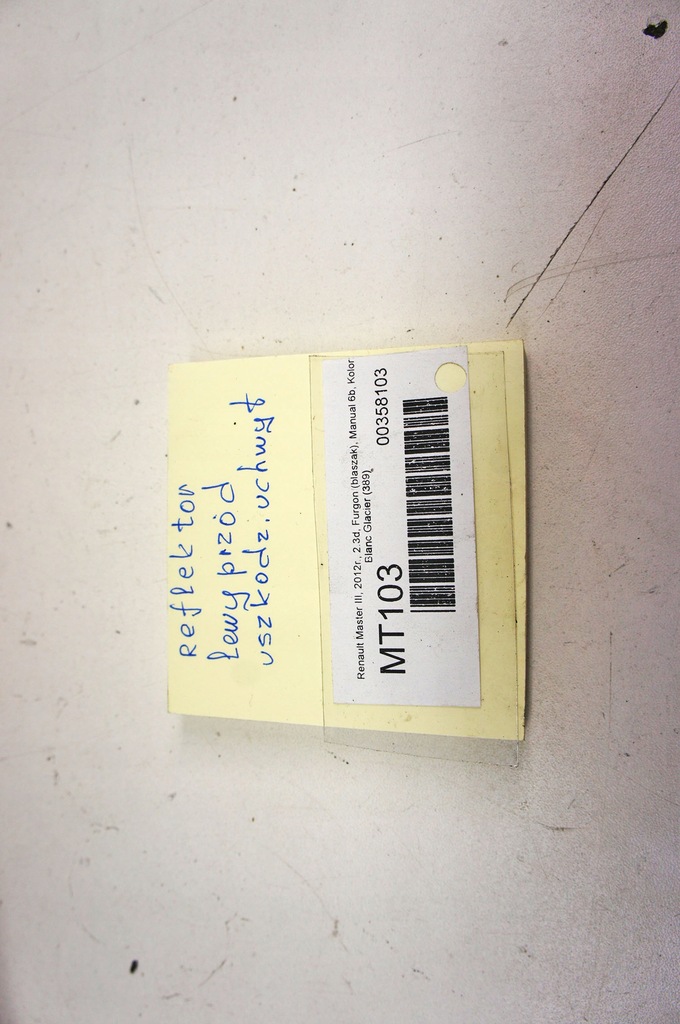 Reflektor
Lewy przód
uszkodz. uchwyt
Renault Master III, 2012r., 2.3d, Furgon (blaszak), Manual 6b, Kolor
Blanc Glacier (389),
MT103 00358103